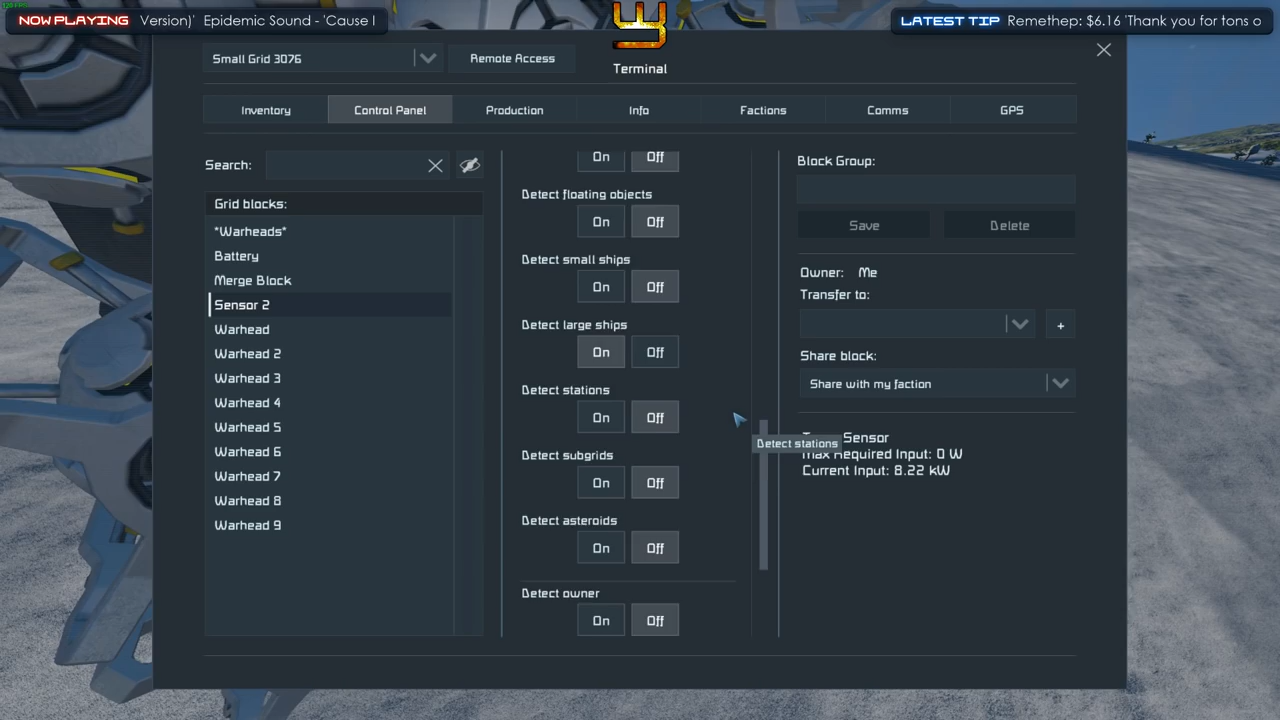 120 FPS
NOW PLAYING Version)' Epidemic Sound - 'Cause I
LATEST TIP Remethep: $6.16 'Thank you for tons o
Small Grid 3076
Remote Access
Terminal
Inventory
Control Panel
Production
Info
Factions
Comms
GPS
Search:
Grid blocks:
*Warheads*
Battery
Merge Block
Sensor 2
Warhead
Warhead 2
Warhead 3
Warhead 4
Warhead 5
Warhead 6
Warhead 7
Warhead 8
Warhead 9
On Off
Detect floating objects
On Off
Detect small ships
On Off
Detect large ships
On Off
Detect stations
On Off
Detect subgrids
On Off
Detect asteroids
On Off
Detect owner
On Off
Detect stations
Block Group:
Save Delete
Owner: Me
Transfer to:
+
Share block:
Share with my faction
Sensor
Max Required Input: 0 W
Current Input: 8.22 kW